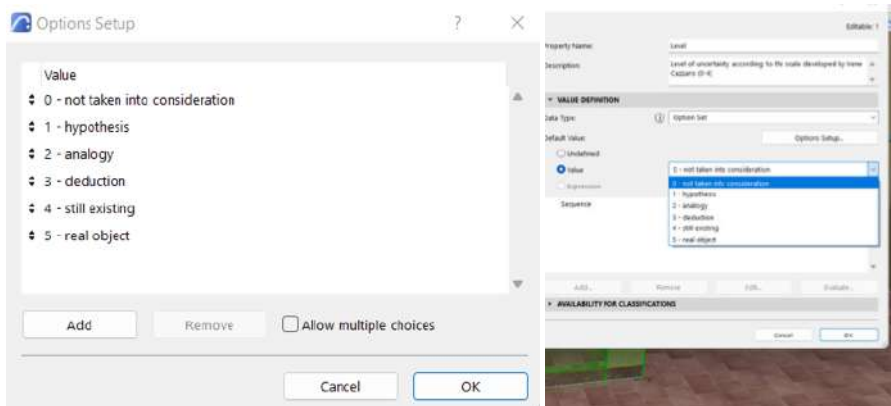 Options Setup
Value
0 - not taken into consideration
1 - hypothesis
2 - analogy
3 - deduction
4 - still existing
5 - real object
Add Remove Allow multiple choices
Cancel OK
Editable: 1
Property Name: Level
Description: Level of uncertainty according to the scale developed by Irene
Cazzaro (0-4)
VALUE DEFINITION
Data Type: Option Set
Default Value: Options Setup...
Undefined
Value 0 - not taken into consideration
Expression 0 - not taken into consideration
1 - hypothesis
Sequence 2 - analogy
3 - deduction
4 - still existing
5 - real object
Add... Remove Edit... Evaluate...
AVAILABILITY FOR CLASSIFICATIONS
Cancel OK